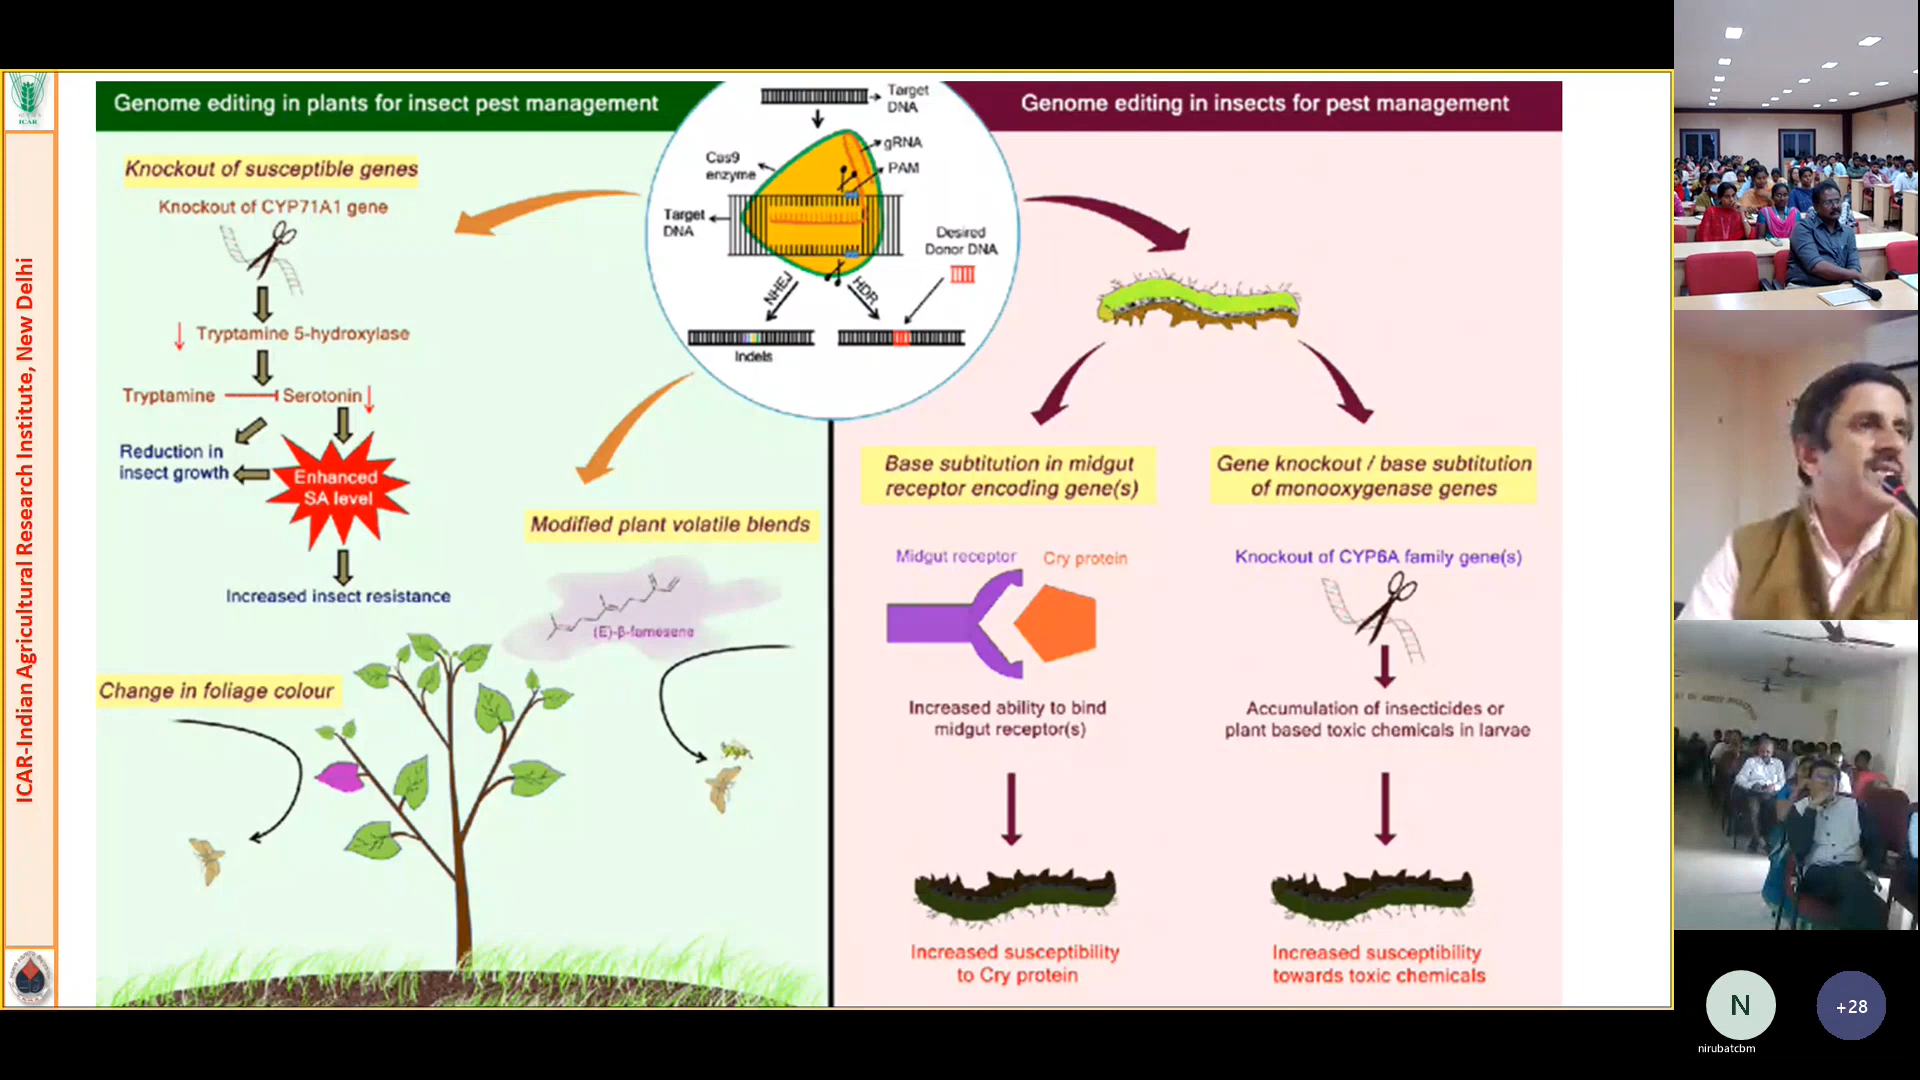 ICAR
ICAR-Indian Agricultural Research Institute, New Delhi
Genome editing in plants for insect pest management
Genome editing in insects for pest management
Target
DNA
gRNA
PAM
Cas9
enzyme
Target
DNA
Desired
Donor DNA
NHEJ
HDR
Indels
Knockout of susceptible genes
Knockout of CYP71A1 gene
Tryptamine 5-hydroxylase
Tryptamine
Serotonin
Reduction in
insect growth
Enhanced
SA level
Increased insect resistance
Modified plant volatile blends
(E)-β-farnesene
Change in foliage colour
Base subtitution in midgut
receptor encoding gene(s)
Midgut receptor
Cry protein
Increased ability to bind
midgut receptor(s)
Increased susceptibility
to Cry protein
Gene knockout / base subtitution
of monooxygenase genes
Knockout of CYP6A family gene(s)
Accumulation of insecticides or
plant based toxic chemicals in larvae
Increased susceptibility
towards toxic chemicals
N
+28
nirubatcbm